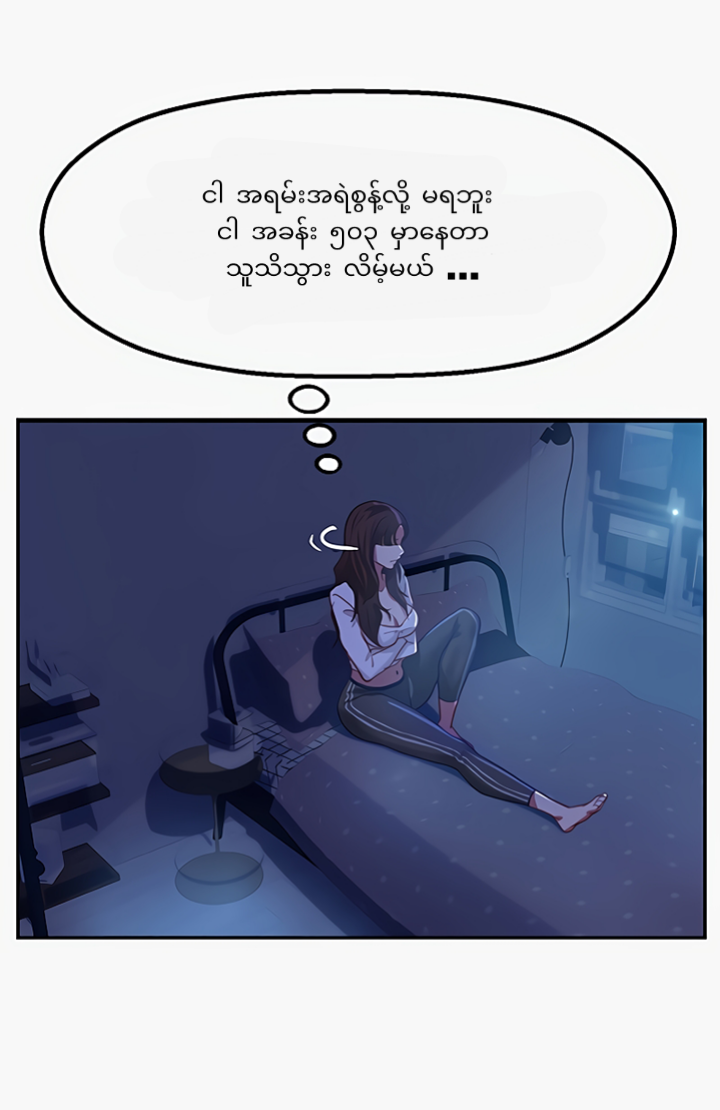 ငါ အရမ်းအရဲစွန့်လို့ မရဘူး
ငါ အခန်း ၅၀၃ မှာနေတာ
သူသိသွား လိမ့်မယ် ...